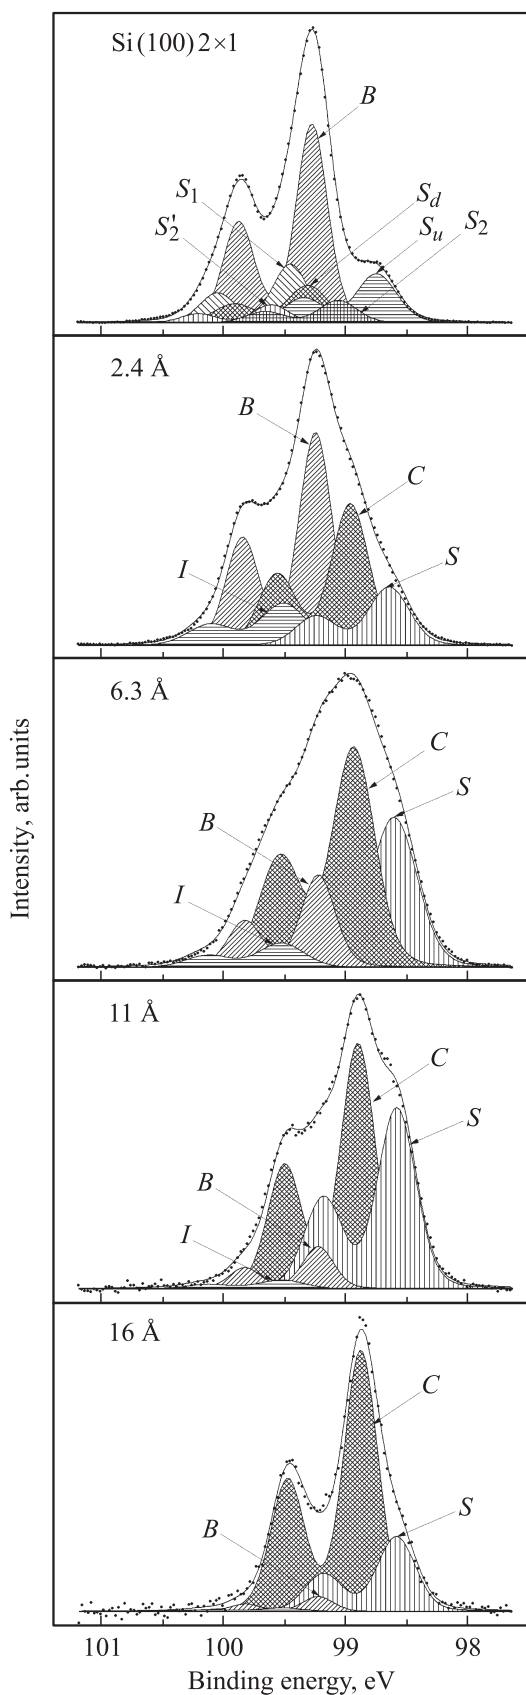 Si(100)2×1
B
S1
Sd
S2'
Su
S2
2.4 Å
B
C
I
S
6.3 Å
C
S
B
I
Intensity, arb. units
11 Å
C
S
B
I
16 Å
C
S
B
101 100 99 98
Binding energy, eV